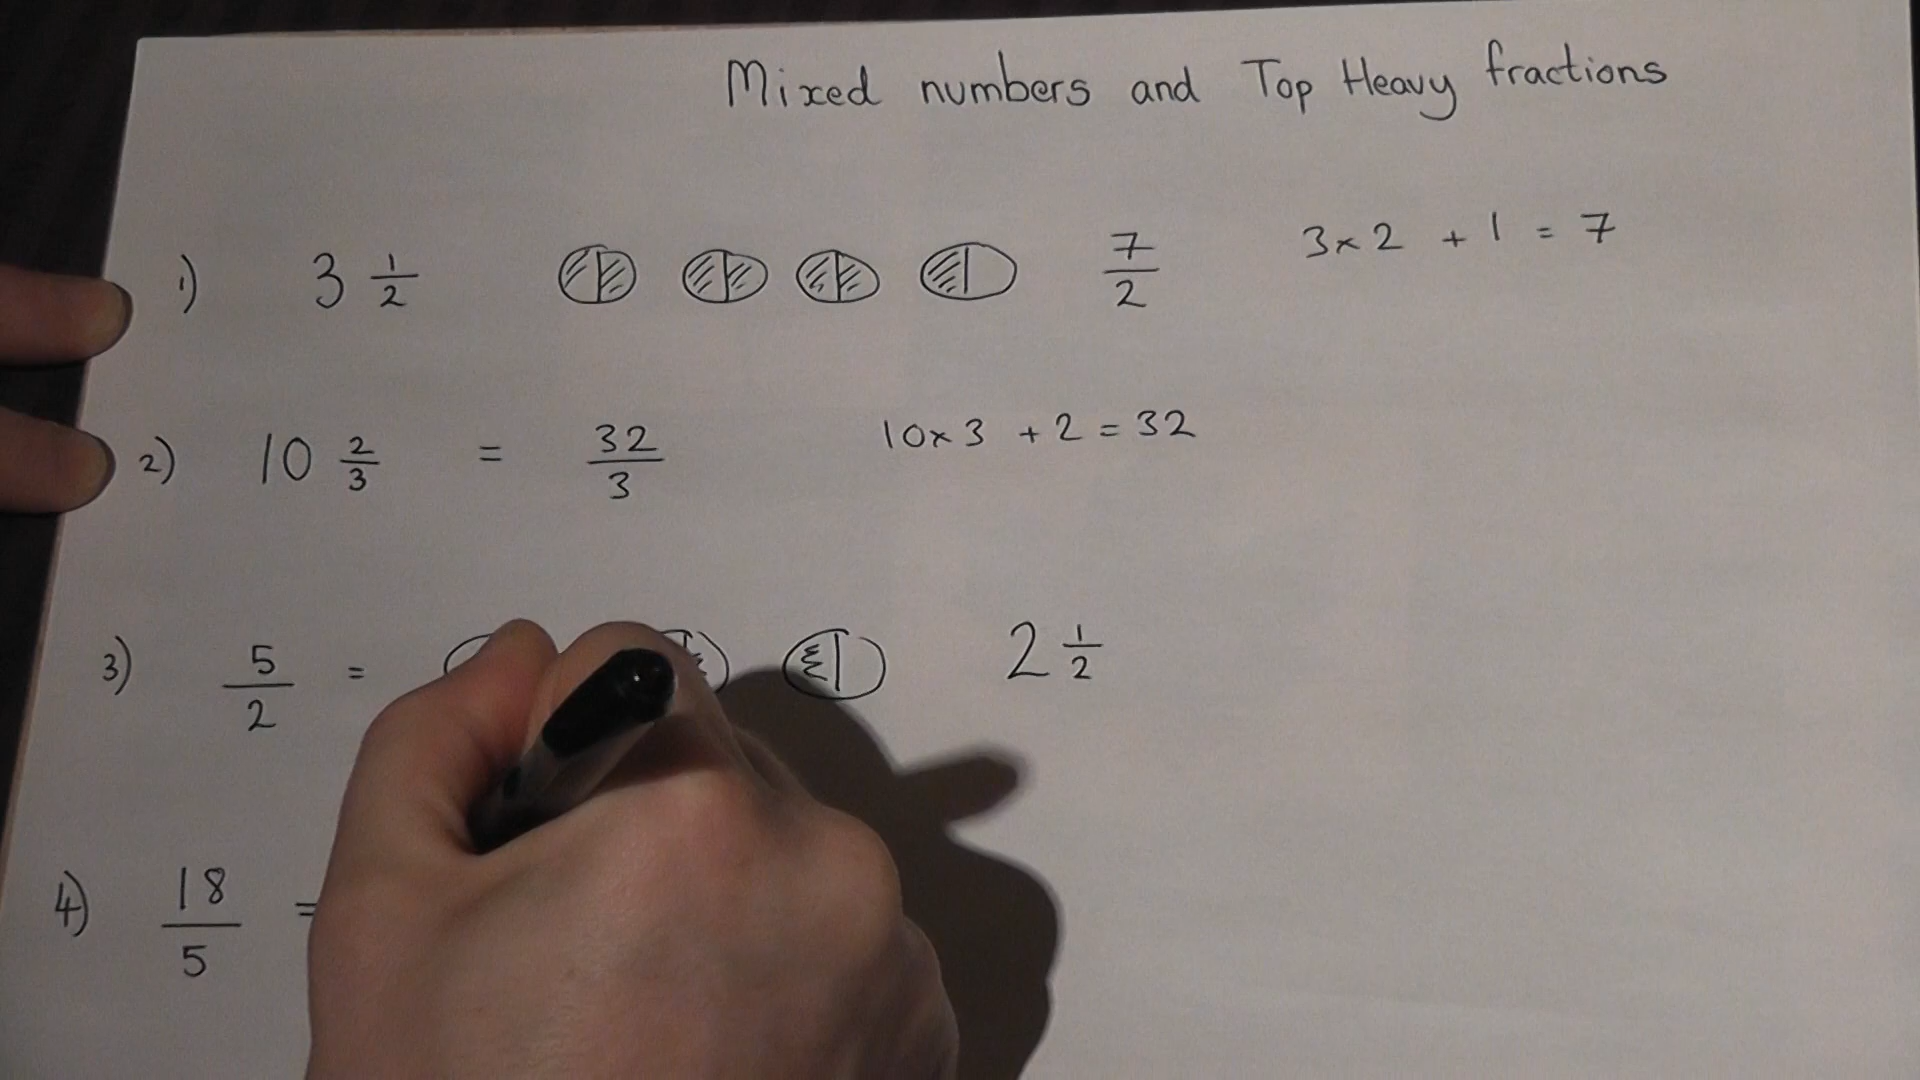 Mixed numbers and Top Heavy fractions
1) 3 1/2 7/2 3 x 2 + 1 = 7
2) 10 2/3 = 32/3 10 x 3 + 2 = 32
3) 5/2 = 2 1/2
4) 18/5 =